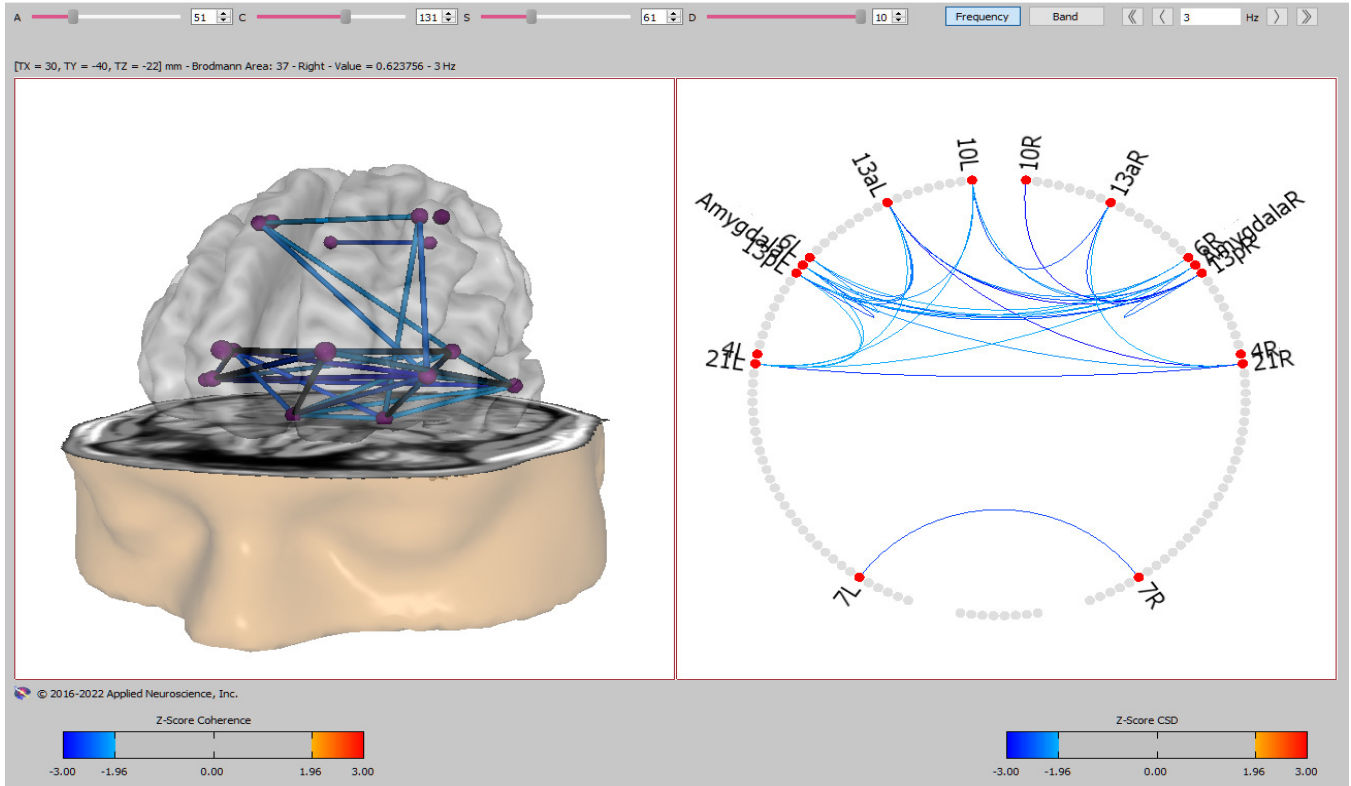 A 51 C 131 S 61 D 10 Frequency Band 3 Hz
[TX = 30, TY = -40, TZ = -22] mm - Brodmann Area: 37 - Right - Value = 0.623756 - 3 Hz
10L 10R
13aL 13aR
AmygdalaL AmygdalaR
6L 6R
13pL 13pR
4L 4R
21L 21R
7L 7R
© 2016-2022 Applied Neuroscience, Inc.
Z-Score Coherence Z-Score CSD
-3.00 -1.96 0.00 1.96 3.00 -3.00 -1.96 0.00 1.96 3.00